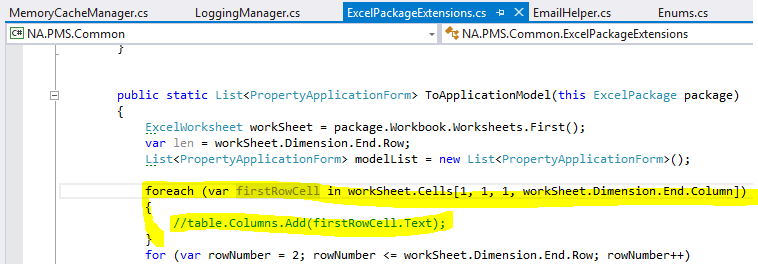 MemoryCacheManager.cs LoggingManager.cs ExcelPackageExtensions.cs EmailHelper.cs Enums.cs
NA.PMS.Common NA.PMS.Common.ExcelPackageExtensions
}
public static List<PropertyApplicationForm> ToApplicationModel(this ExcelPackage package)
{
ExcelWorksheet workSheet = package.Workbook.Worksheets.First();
var len = workSheet.Dimension.End.Row;
List<PropertyApplicationForm> modelList = new List<PropertyApplicationForm>();
foreach (var firstRowCell in workSheet.Cells[1, 1, 1, workSheet.Dimension.End.Column])
{
//table.Columns.Add(firstRowCell.Text);
}
for (var rowNumber = 2; rowNumber <= workSheet.Dimension.End.Row; rowNumber++)